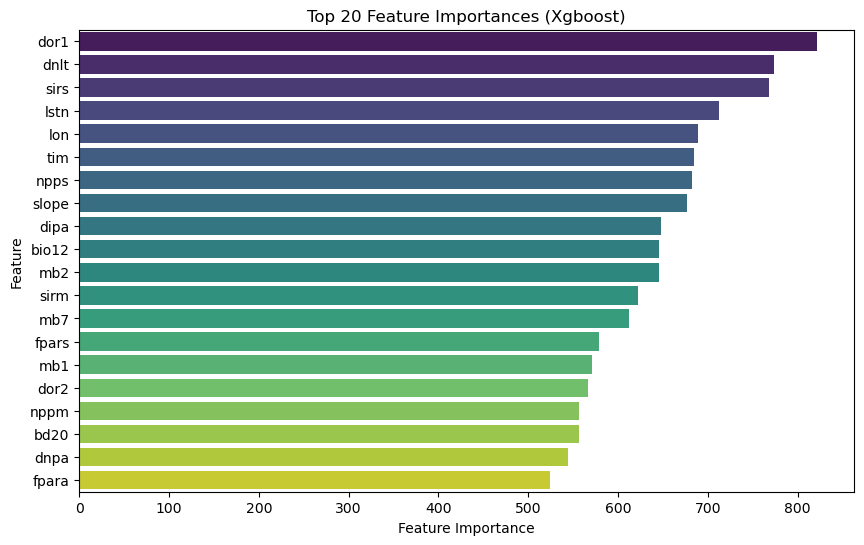 Top 20 Feature Importances (Xgboost)
Feature
dor1
dnlt
sirs
lstn
lon
tim
npps
slope
dipa
bio12
mb2
sirm
mb7
fpars
mb1
dor2
nppm
bd20
dnpa
fpara
0 100 200 300 400 500 600 700 800
Feature Importance